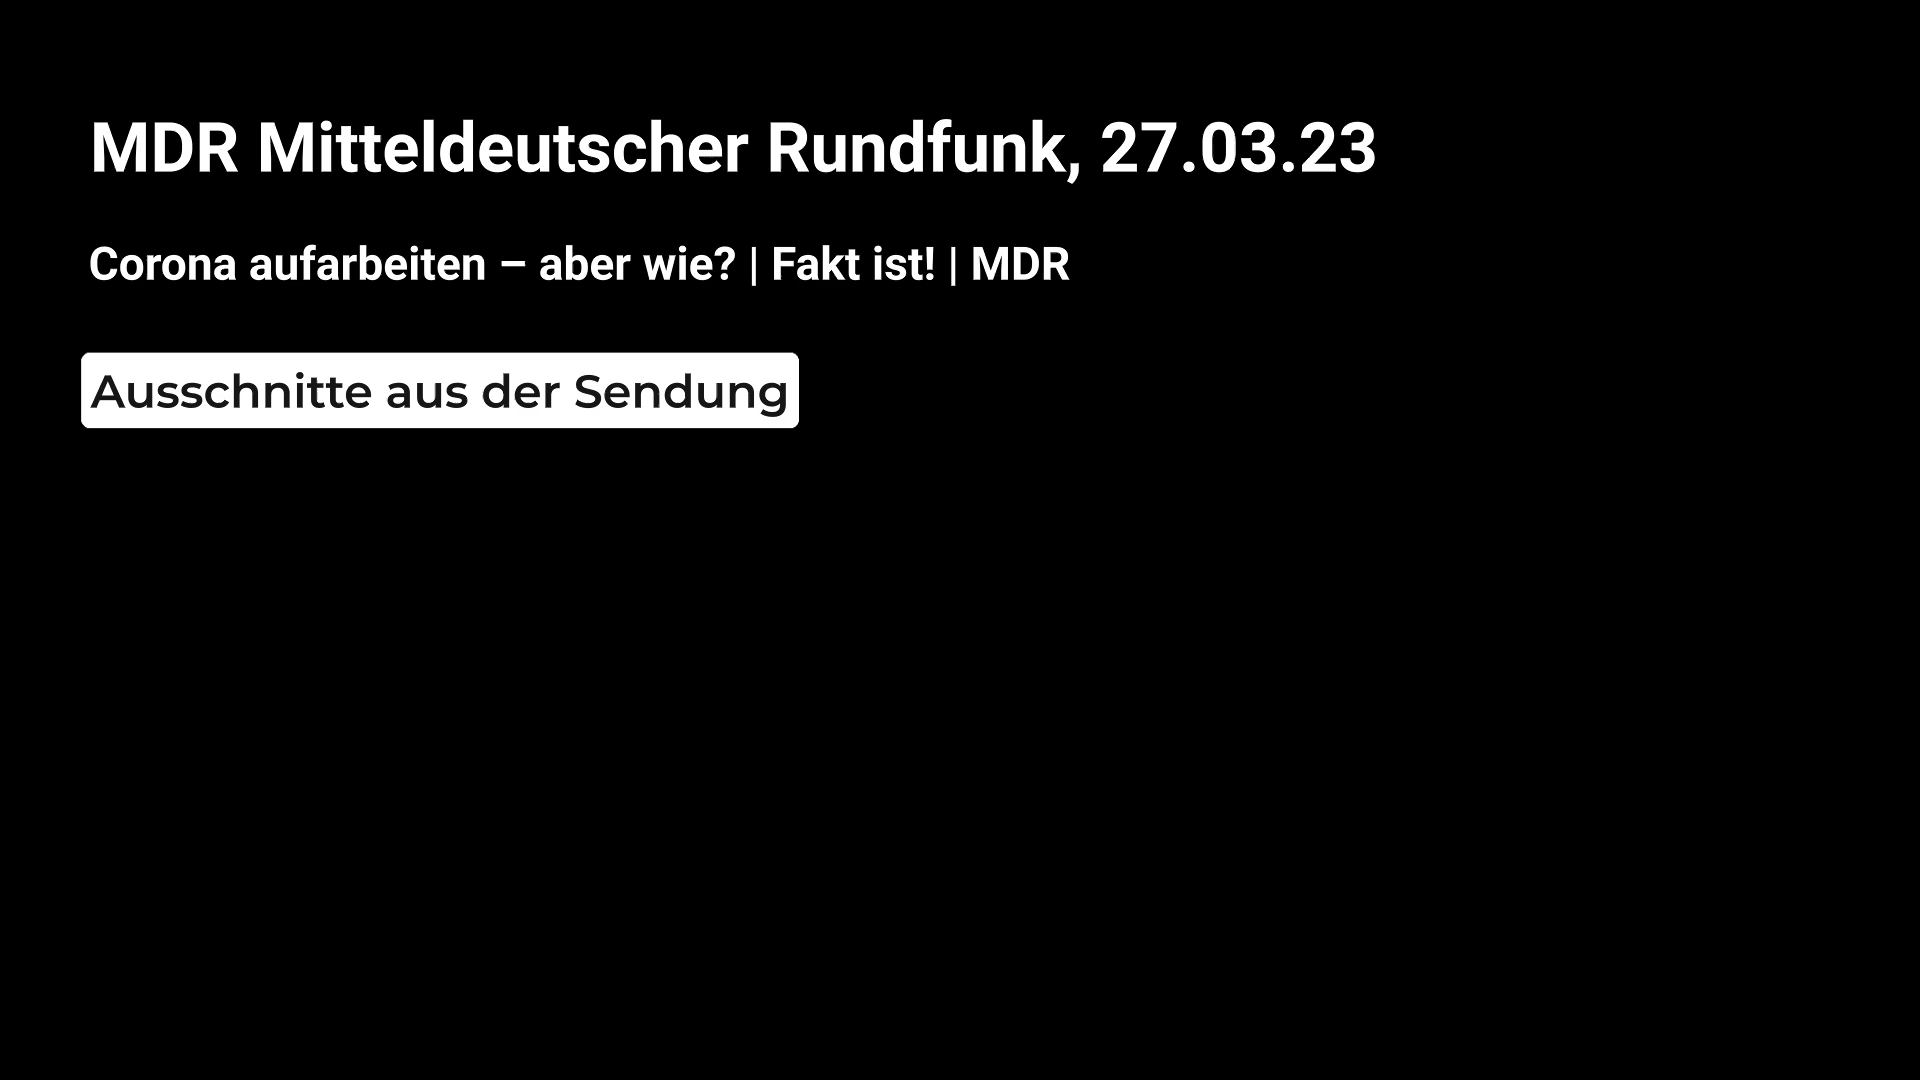 MDR Mitteldeutscher Rundfunk, 27.03.23
Corona aufarbeiten – aber wie? | Fakt ist! | MDR
Ausschnitte aus der Sendung